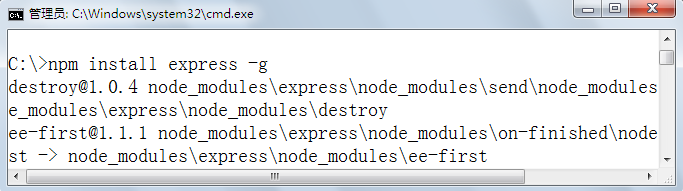 管理员: C:\Windows\system32\cmd.exe
C:\>npm install express -g
destroy@1.0.4 node_modules\express\node_modules\send\node_modules
e_modules\express\node_modules\destroy
ee-first@1.1.1 node_modules\express\node_modules\on-finished\node
st -> node_modules\express\node_modules\ee-first